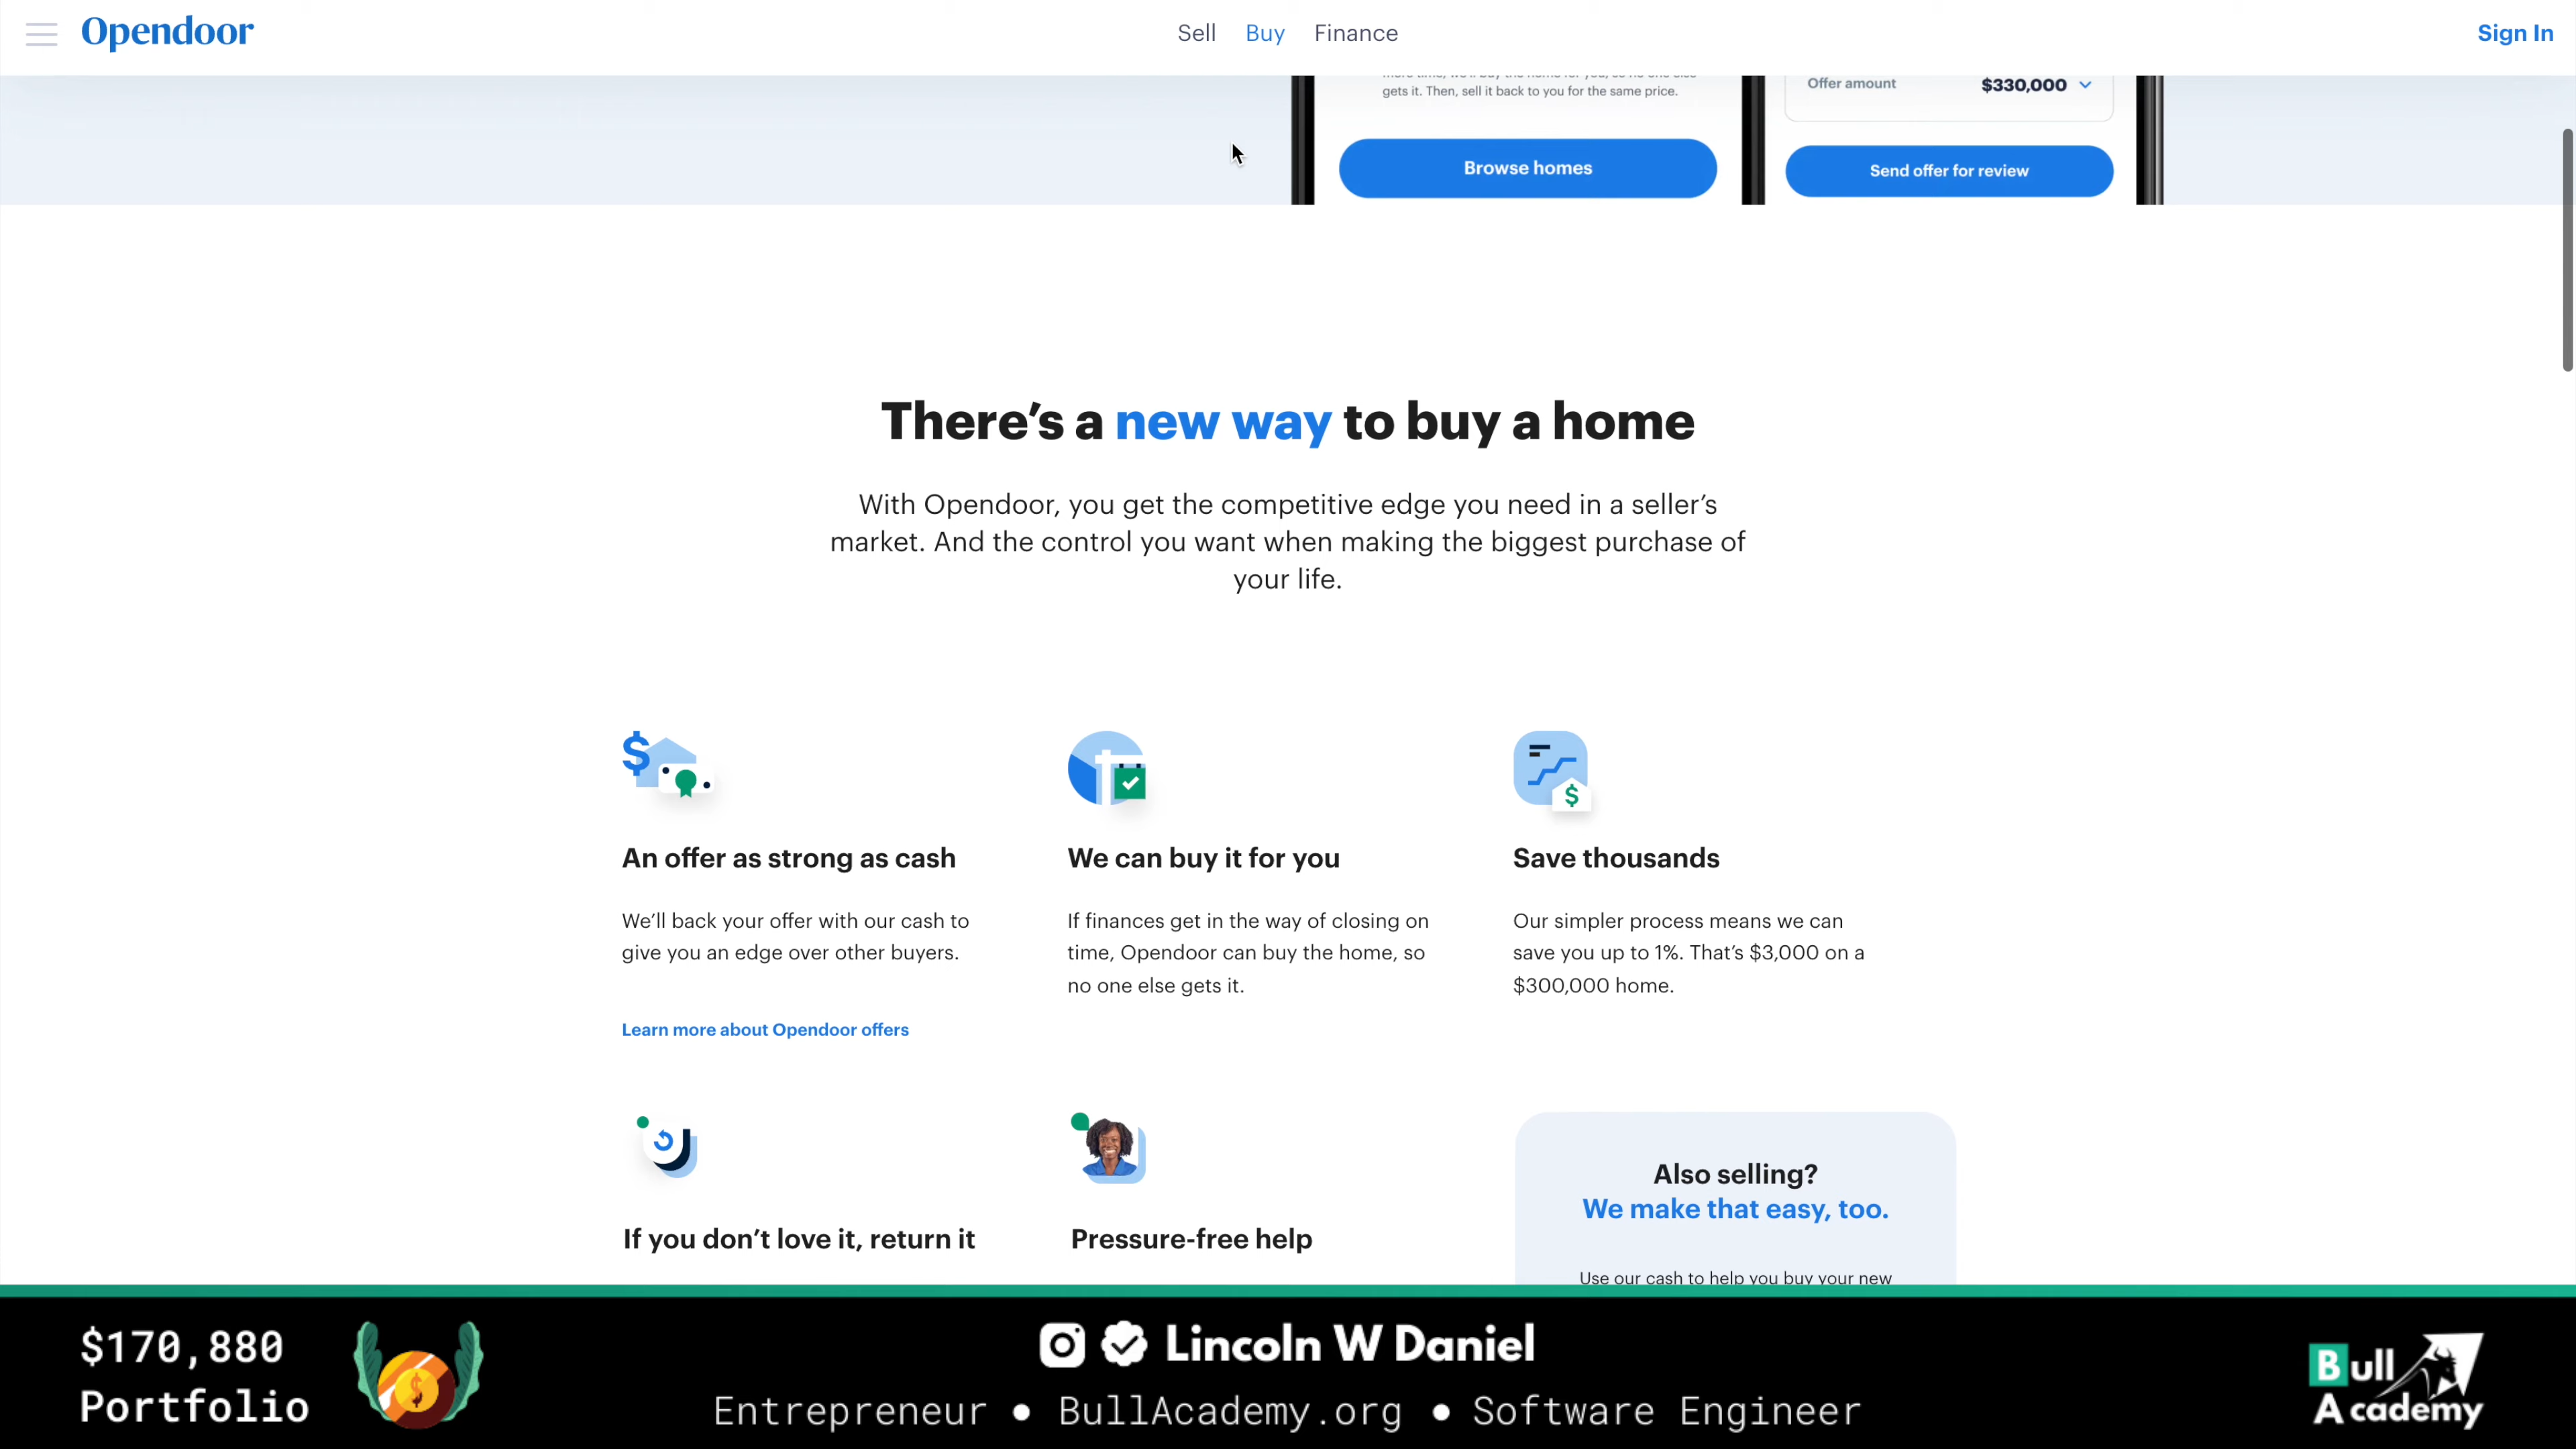 Opendoor
Sell Buy Finance
Sign In
gets it. Then, sell it back to you for the same price.
Browse homes
Offer amount $330,000
Send offer for review
There’s a new way to buy a home
With Opendoor, you get the competitive edge you need in a seller’s
market. And the control you want when making the biggest purchase of
your life.
An offer as strong as cash
We’ll back your offer with our cash to
give you an edge over other buyers.
Learn more about Opendoor offers
We can buy it for you
If finances get in the way of closing on
time, Opendoor can buy the home, so
no one else gets it.
Save thousands
Our simpler process means we can
save you up to 1%. That’s $3,000 on a
$300,000 home.
If you don’t love it, return it
Pressure-free help
Also selling?
We make that easy, too.
Use our cash to help you buy your new
$170,880
Portfolio
Lincoln W Daniel
Entrepreneur • BullAcademy.org • Software Engineer
Bull
Academy